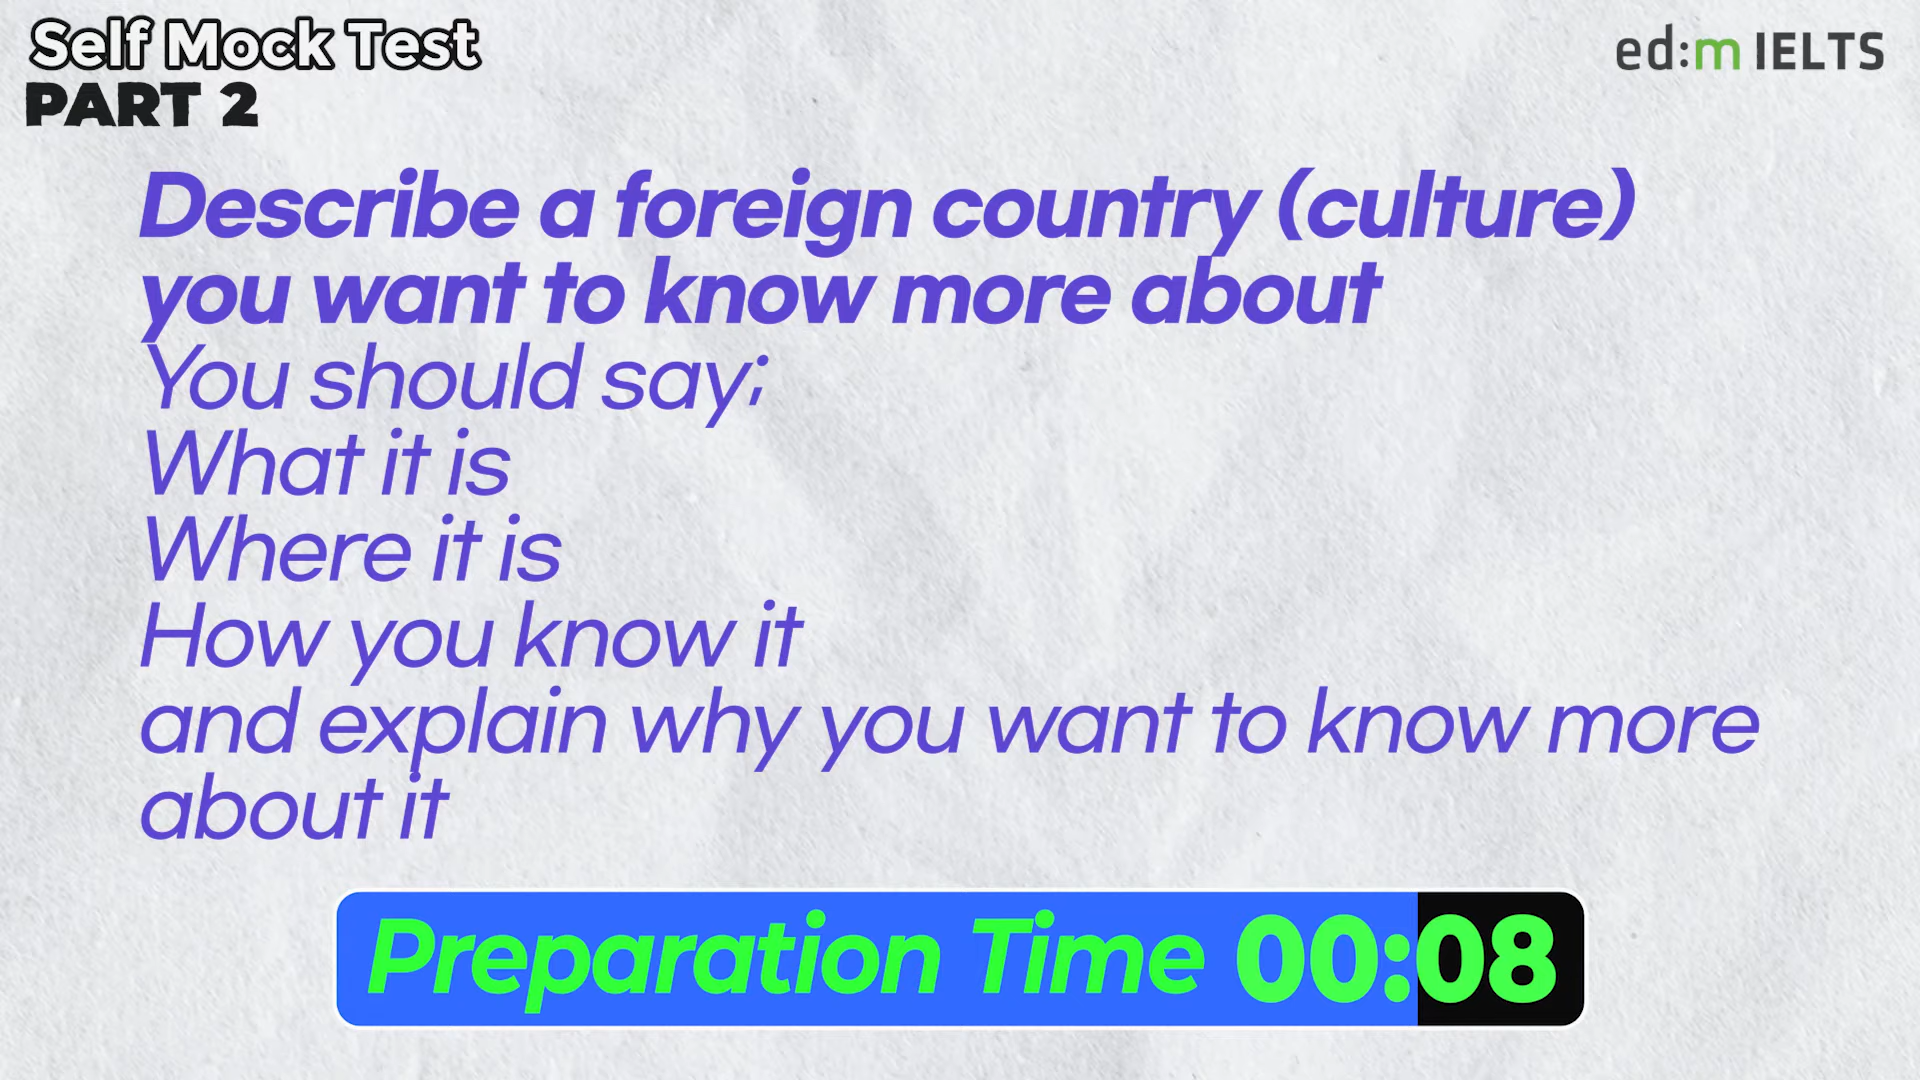 Self Mock Test
PART 2
ed:m IELTS
Describe a foreign country (culture)
you want to know more about
You should say;
What it is
Where it is
How you know it
and explain why you want to know more
about it
Preparation Time 00:08